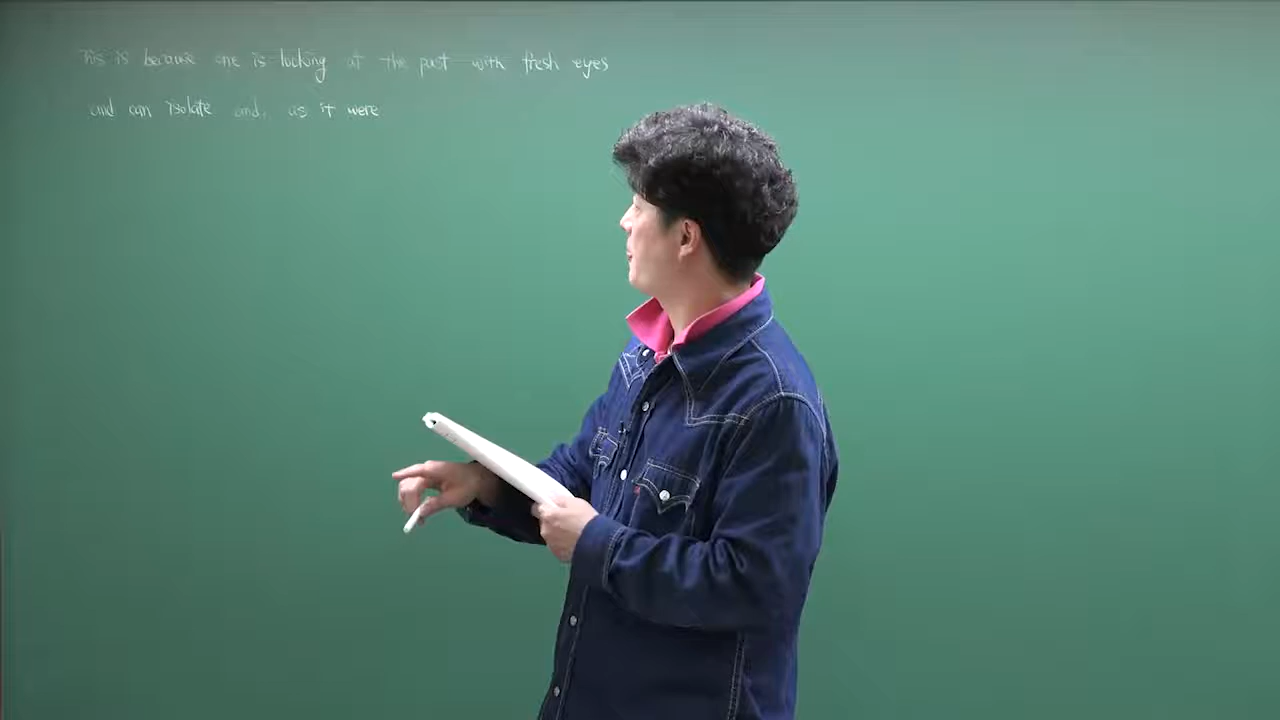 This is because one is looking at the past with fresh eyes
and can isolate and, as it were